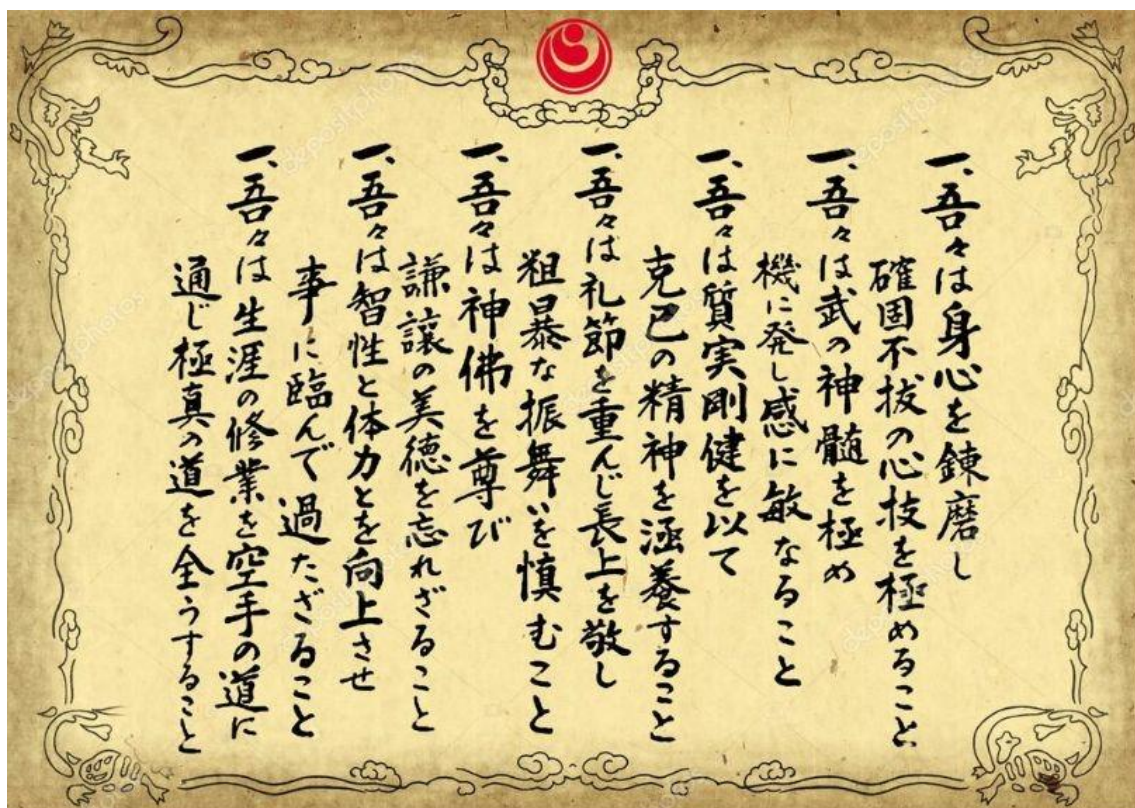 一、吾々は身心を錬磨し
確固不抜の心技を極めること
一、吾々は武の神髄を極め
機に発し感に敏なること
一、吾々は質実剛健を以て
克己の精神を涵養すること
一、吾々は礼節を重んじ長上を敬し
粗暴な振舞いを慎むこと
一、吾々は神佛を尊び
謙譲の美徳を忘れざること
一、吾々は智性と体力とを向上させ
事に臨んで過たざること
一、吾々は生涯の修業を空手の道に
通じ極真の道を全うすること
depositphotos
depositphotos
depositphotos
depositphotos